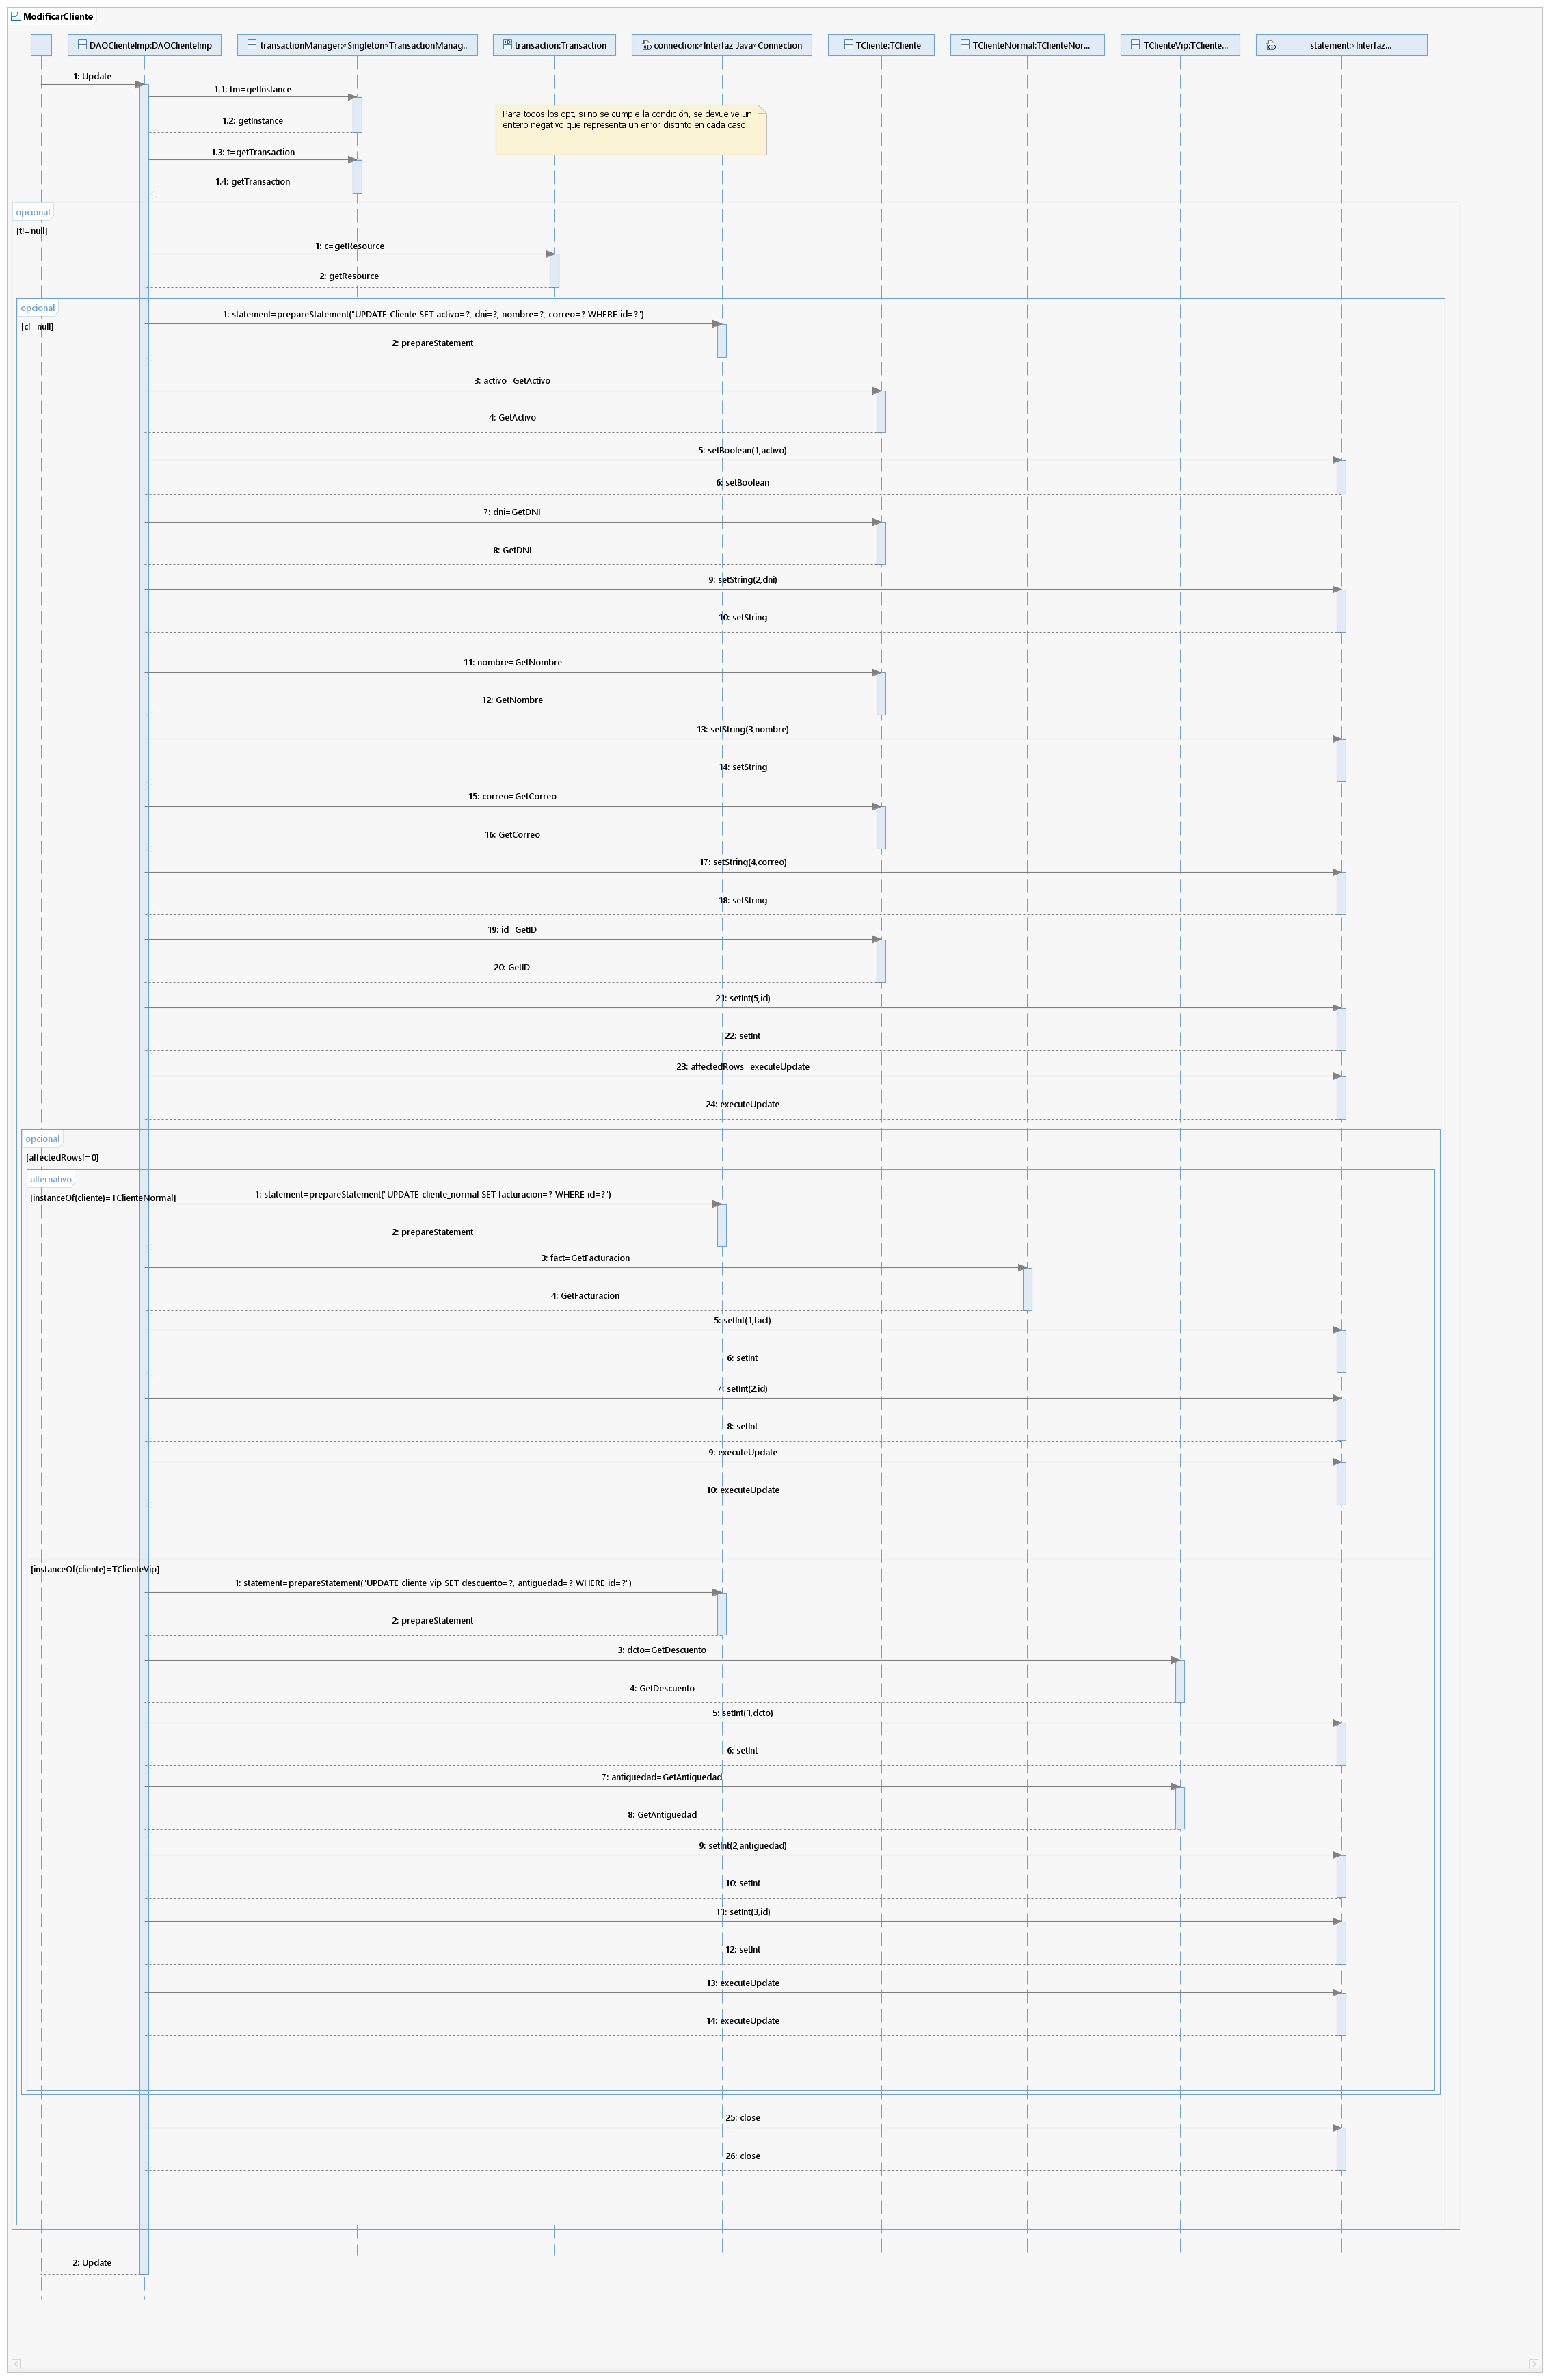 ModificarCliente
DAOClienteImp:DAOClienteImp
transactionManager:«Singleton»TransactionManag...
transaction:Transaction
connection:«Interfaz Java»Connection
TCliente:TCliente
TClienteNormal:TClienteNor...
TClienteVip:TCliente...
statement:«Interfaz...
1: Update
1.1: tm=getInstance
Para todos los opt, si no se cumple la condición, se devuelve un
entero negativo que representa un error distinto en cada caso
1.2: getInstance
1.3: t=getTransaction
1.4: getTransaction
opcional
[t!=null]
1: c=getResource
2: getResource
opcional
[c!=null]
1: statement=prepareStatement("UPDATE Cliente SET activo=?, dni=?, nombre=?, correo=? WHERE id=?")
2: prepareStatement
3: activo=GetActivo
4: GetActivo
5: setBoolean(1,activo)
6: setBoolean
7: dni=GetDNI
8: GetDNI
9: setString(2,dni)
10: setString
11: nombre=GetNombre
12: GetNombre
13: setString(3,nombre)
14: setString
15: correo=GetCorreo
16: GetCorreo
17: setString(4,correo)
18: setString
19: id=GetID
20: GetID
21: setInt(5,id)
22: setInt
23: affectedRows=executeUpdate
24: executeUpdate
opcional
[affectedRows!=0]
alternativo
[instanceOf(cliente)=TClienteNormal]
1: statement=prepareStatement("UPDATE cliente_normal SET facturacion=? WHERE id=?")
2: prepareStatement
3: fact=GetFacturacion
4: GetFacturacion
5: setInt(1,fact)
6: setInt
7: setInt(2,id)
8: setInt
9: executeUpdate
10: executeUpdate
[instanceOf(cliente)=TClienteVip]
1: statement=prepareStatement("UPDATE cliente_vip SET descuento=?, antiguedad=? WHERE id=?")
2: prepareStatement
3: dcto=GetDescuento
4: GetDescuento
5: setInt(1,dcto)
6: setInt
7: antiguedad=GetAntiguedad
8: GetAntiguedad
9: setInt(2,antiguedad)
10: setInt
11: setInt(3,id)
12: setInt
13: executeUpdate
14: executeUpdate
25: close
26: close
2: Update